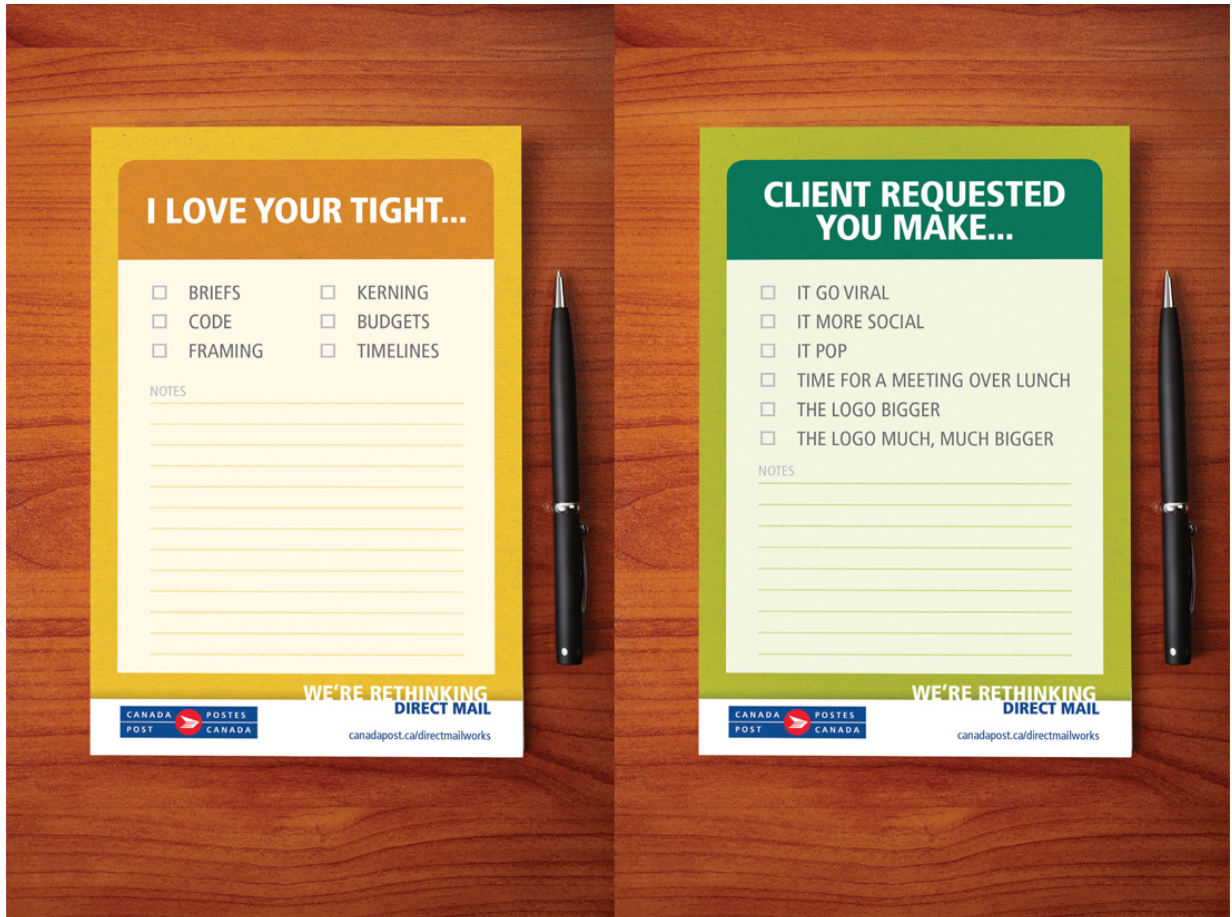 I LOVE YOUR TIGHT...
BRIEFS
CODE
FRAMING
KERNING
BUDGETS
TIMELINES
NOTES
WE'RE RETHINKING
DIRECT MAIL
CANADA POSTES
POST CANADA
canadapost.ca/directmailworks
CLIENT REQUESTED
YOU MAKE...
IT GO VIRAL
IT MORE SOCIAL
IT POP
TIME FOR A MEETING OVER LUNCH
THE LOGO BIGGER
THE LOGO MUCH, MUCH BIGGER
NOTES
WE'RE RETHINKING
DIRECT MAIL
CANADA POSTES
POST CANADA
canadapost.ca/directmailworks